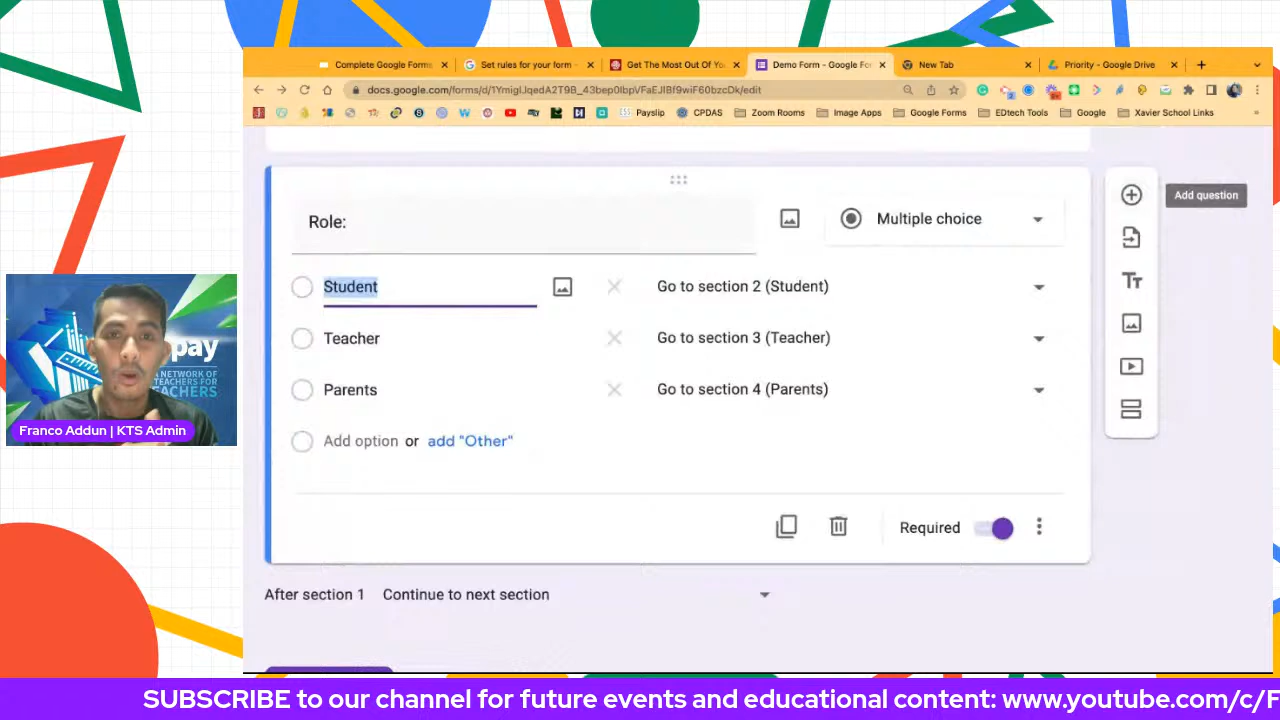 Complete Google Forms
Set rules for your form -
Get The Most Out Of Yo
Demo Form - Google Fo
New Tab
Priority - Google Drive
docs.google.com/forms/d/1YmigIJqedA2T9B_43bep0lbpVFaEJIBf9wiF60bzcDk/edit
Payslip
CPDAS
Zoom Rooms
Image Apps
Google Forms
EDtech Tools
Google
Xavier School Links
Role:
Multiple choice
Add question
Student
Go to section 2 (Student)
Teacher
Go to section 3 (Teacher)
Parents
Go to section 4 (Parents)
Add option or add "Other"
Required
After section 1 Continue to next section
pay
A NETWORK OF
TEACHERS FOR
TEACHERS
Franco Addun | KTS Admin
SUBSCRIBE to our channel for future events and educational content: www.youtube.com/c/F